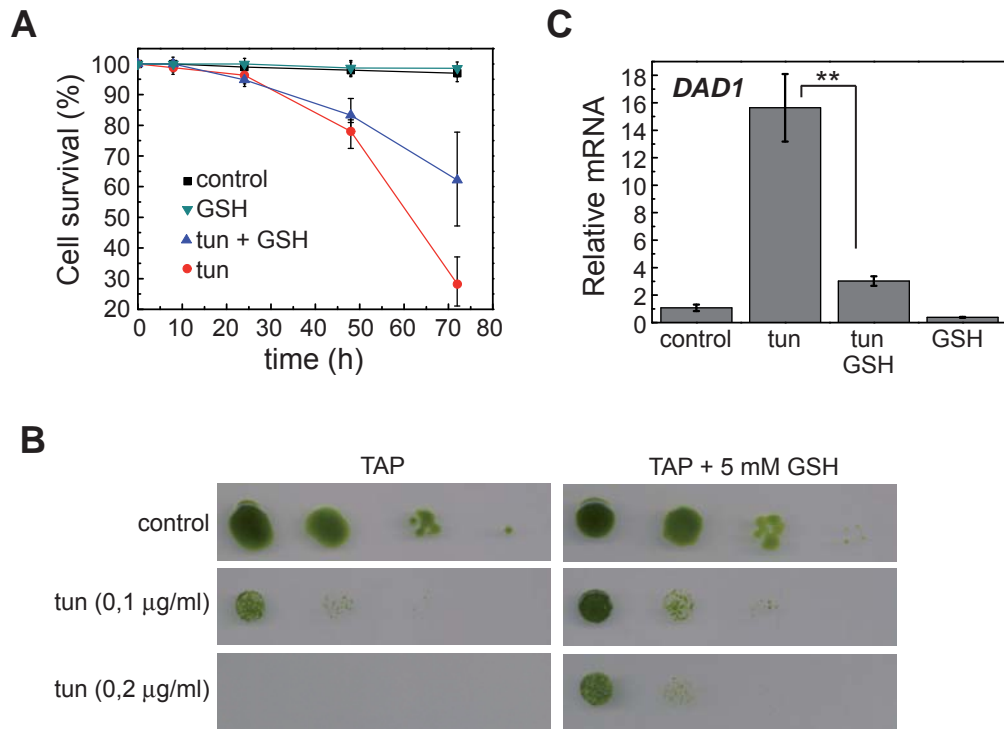 A
Cell survival (%)
100
90
80
70
60
50
40
30
20
control
GSH
tun + GSH
tun
0 10 20 30 40 50 60 70 80
time (h)
C
Relative mRNA
18
16
14
12
10
8
6
4
2
0
DAD1
**
control tun tun GSH
GSH
B
TAP TAP + 5 mM GSH
control
tun (0,1 μg/ml)
tun (0,2 μg/ml)